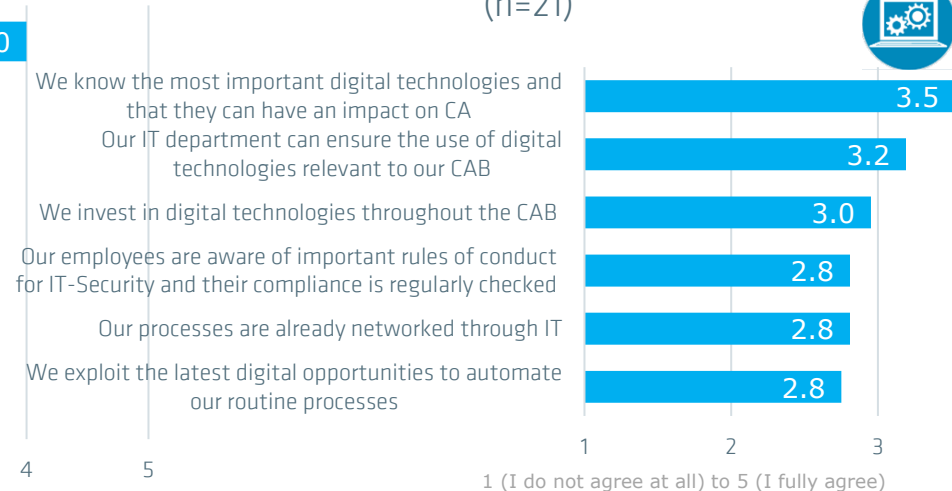 (n=21)
0
We know the most important digital technologies and
that they can have an impact on CA
3.5
Our IT department can ensure the use of digital
technologies relevant to our CAB
3.2
We invest in digital technologies throughout the CAB
3.0
Our employees are aware of important rules of conduct
for IT-Security and their compliance is regularly checked
2.8
Our processes are already networked through IT
2.8
We exploit the latest digital opportunities to automate
our routine processes
2.8
1 2 3
4 5
1 (I do not agree at all) to 5 (I fully agree)